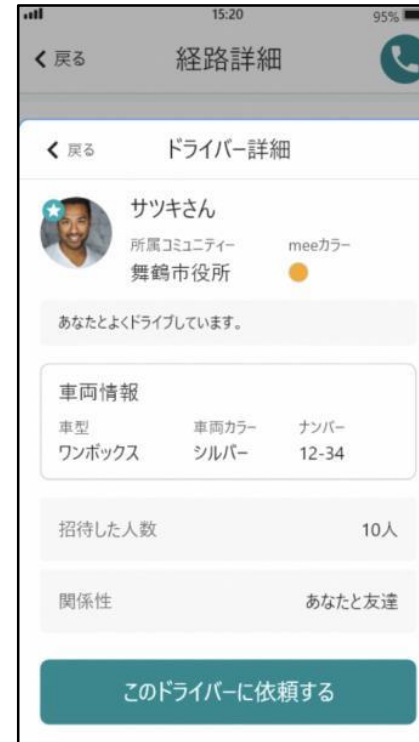 15:20 95%
戻る 経路詳細
戻る ドライバー詳細
サツキさん
所属コミュニティー meeカラー
舞鶴市役所
あなたとよくドライブしています。
車両情報
車型 車両カラー ナンバー
ワンボックス シルバー 12-34
招待した人数 10人
関係性 あなたと友達
このドライバーに依頼する